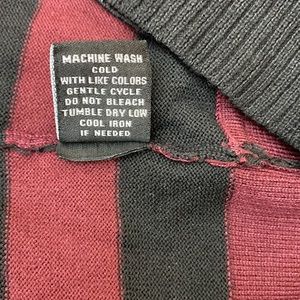 MACHINE WASH
COLD
WITH LIKE COLORS
GENTLE CYCLE
DO NOT BLEACH
TUMBLE DRY LOW
COOL IRON
IF NEEDED